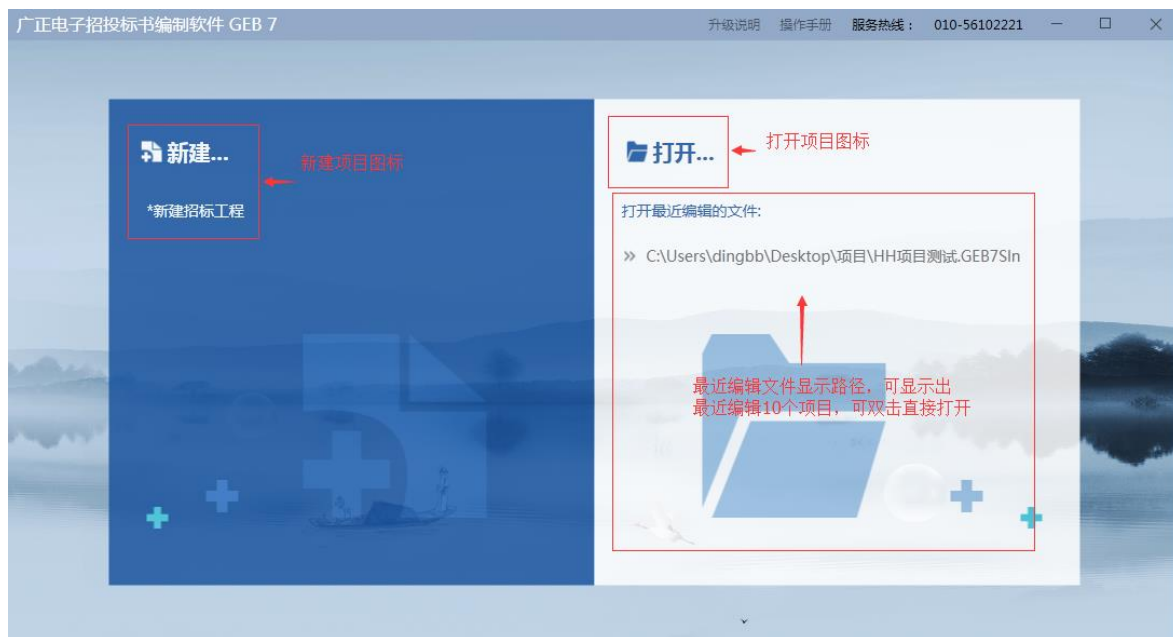 广正电子招投标书编制软件 GEB 7
升级说明 操作手册 服务热线： 010-56102221
新建...
新建项目图标
*新建招标工程
打开...
打开项目图标
打开最近编辑的文件:
» C:\Users\dingbb\Desktop\项目\HH项目测试.GEB7Sln
最近编辑文件显示路径，可显示出
最近编辑10个项目，可双击直接打开